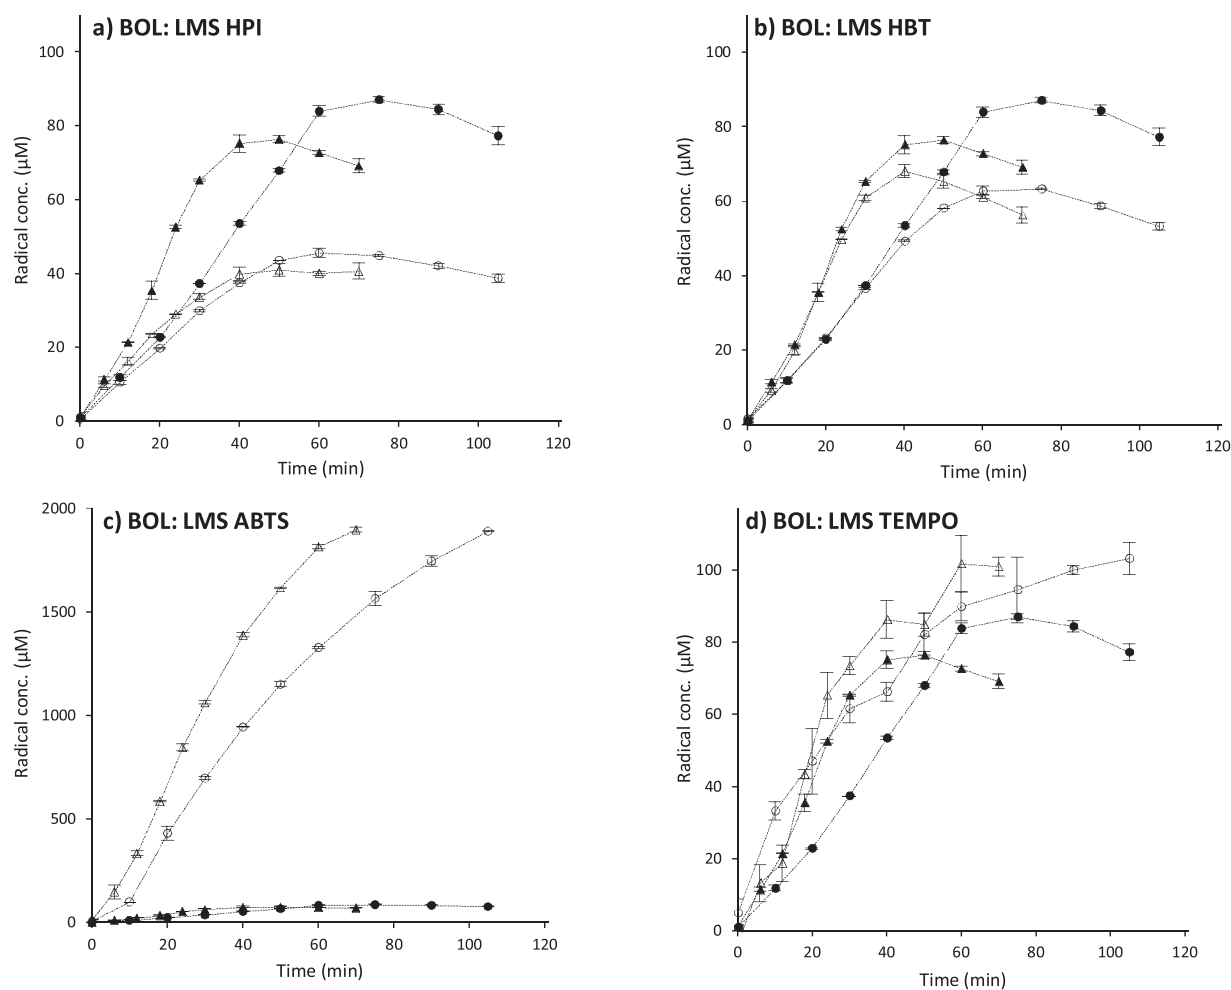 a) BOL: LMS HPI
100
80
60
40
20
0
Radical conc. (µM)
0 20 40 60 80 100 120
Time (min)
b) BOL: LMS HBT
100
80
60
40
20
0
Radical conc. (µM)
0 20 40 60 80 100 120
Time (min)
c) BOL: LMS ABTS
2000
1500
1000
500
0
Radical conc. (µM)
0 20 40 60 80 100 120
Time (min)
d) BOL: LMS TEMPO
100
80
60
40
20
0
Radical conc. (µM)
0 20 40 60 80 100 120
Time (min)